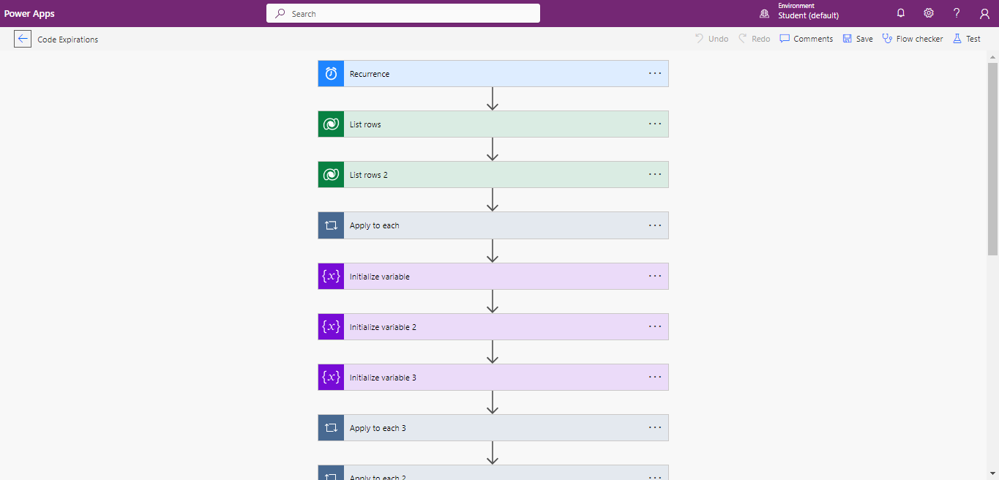 Power Apps
Search
Environment
Student (default)
?
Code Expirations
Undo
Redo
Comments
Save
Flow checker
Test
Recurrence
...
List rows
...
List rows 2
...
Apply to each
...
{x}
Initialize variable
...
{x}
Initialize variable 2
...
{x}
Initialize variable 3
...
Apply to each 3
...
Apply to each 2
...